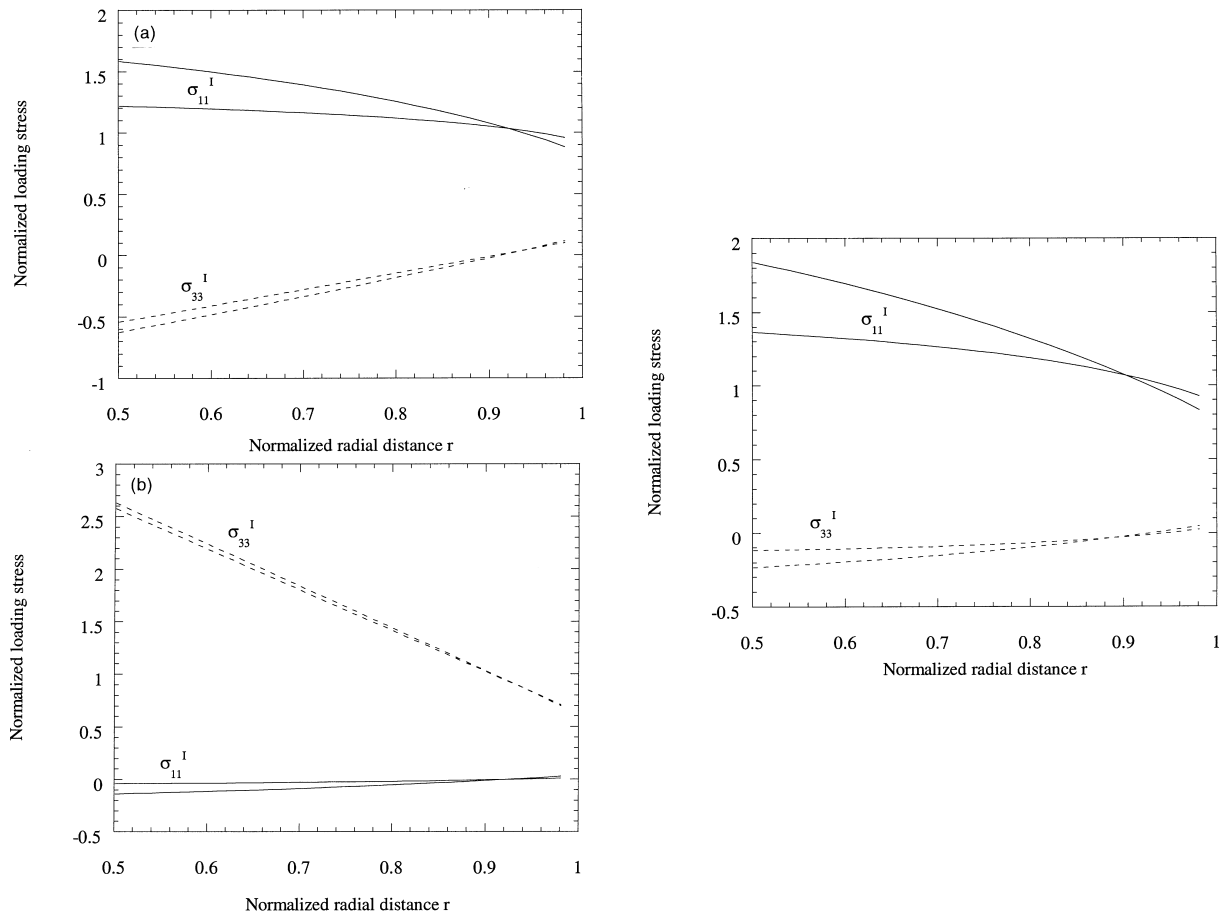 (a)
2
1.5
1
0.5
0
-0.5
-1
σ11^I
σ33^I
Normalized loading stress
0.5 0.6 0.7 0.8 0.9 1
Normalized radial distance r
(b)
3
2.5
2
1.5
1
0.5
0
-0.5
σ33^I
σ11^I
Normalized loading stress
0.5 0.6 0.7 0.8 0.9 1
Normalized radial distance r
2
1.5
1
0.5
0
-0.5
σ11^I
σ33^I
Normalized loading stress
0.5 0.6 0.7 0.8 0.9 1
Normalized radial distance r